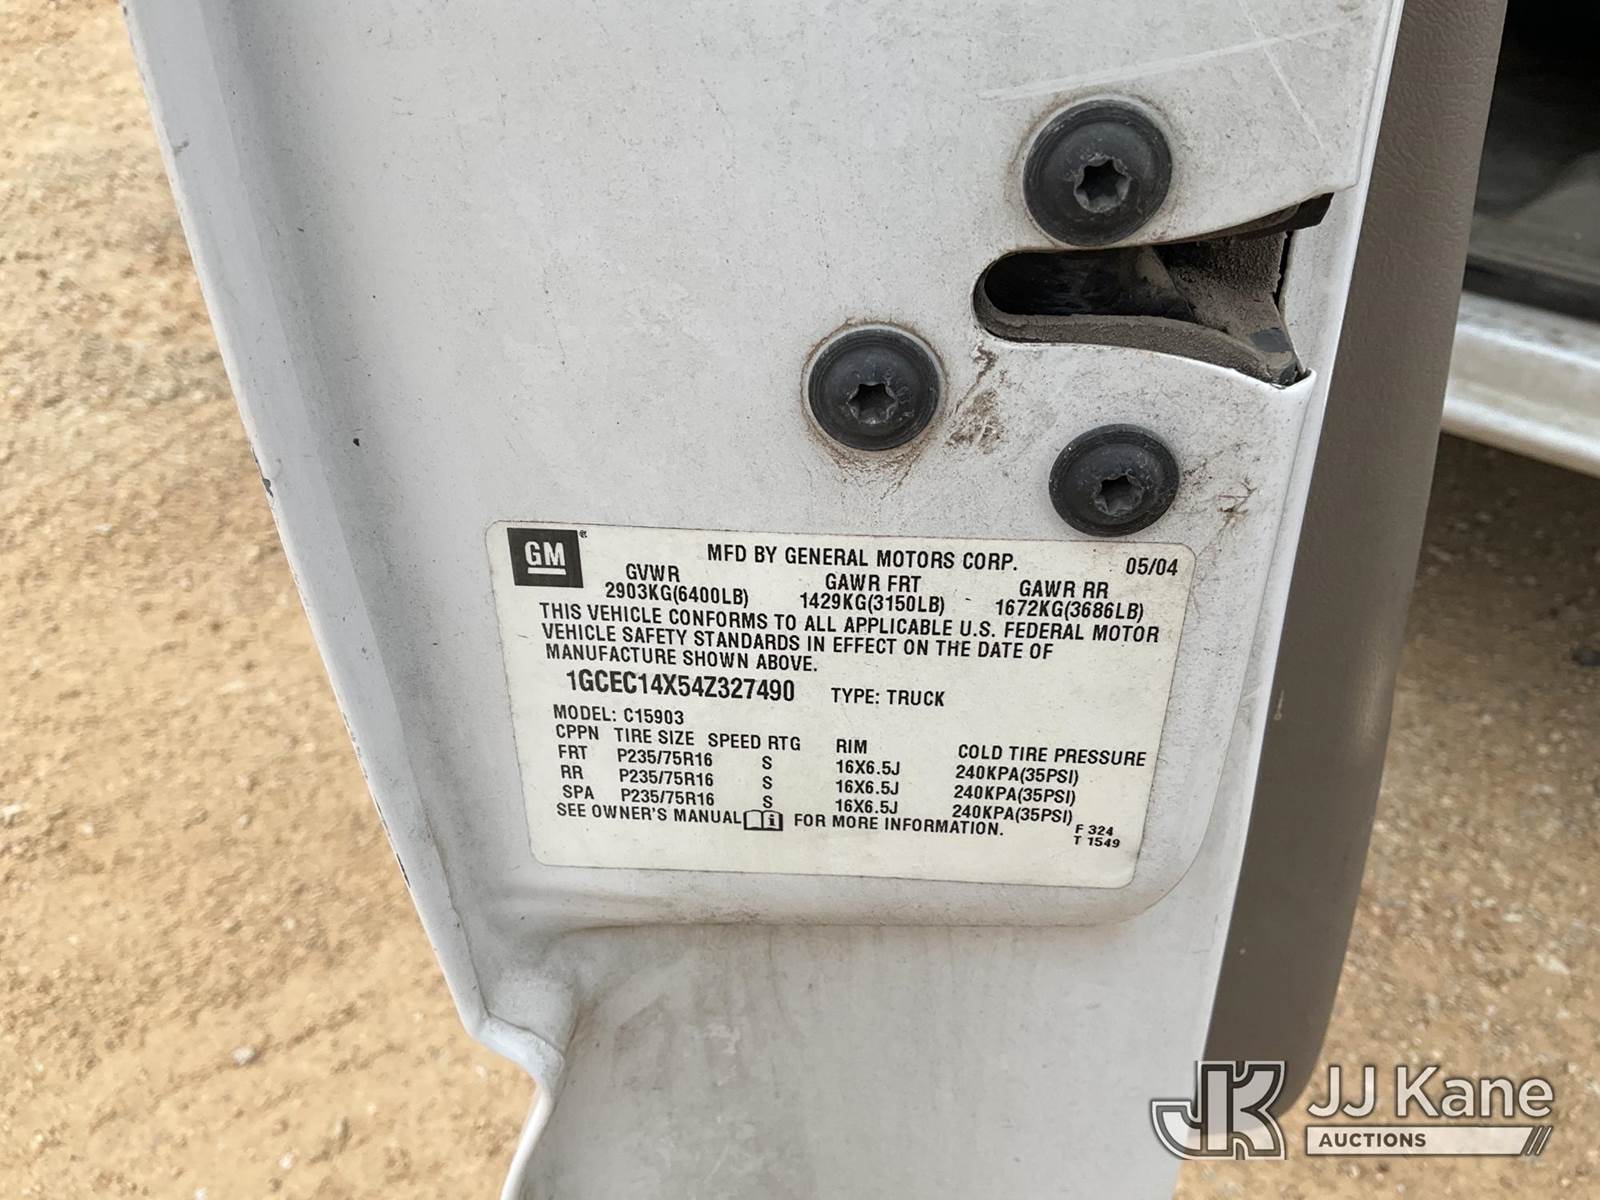 GM®
MFD BY GENERAL MOTORS CORP. 05/04
GVWR GAWR FRT GAWR RR
2903KG(6400LB) 1429KG(3150LB) 1672KG(3686LB)
THIS VEHICLE CONFORMS TO ALL APPLICABLE U.S. FEDERAL MOTOR
VEHICLE SAFETY STANDARDS IN EFFECT ON THE DATE OF
MANUFACTURE SHOWN ABOVE.
1GCEC14X54Z327490 TYPE: TRUCK
MODEL: C15903
CPPN TIRE SIZE SPEED RTG RIM COLD TIRE PRESSURE
FRT P235/75R16 S 16X6.5J 240KPA(35PSI)
RR P235/75R16 S 16X6.5J 240KPA(35PSI)
SPA P235/75R16 S 16X6.5J 240KPA(35PSI)
SEE OWNER'S MANUAL FOR MORE INFORMATION.
F 324
T 1549
JK JJ Kane
AUCTIONS